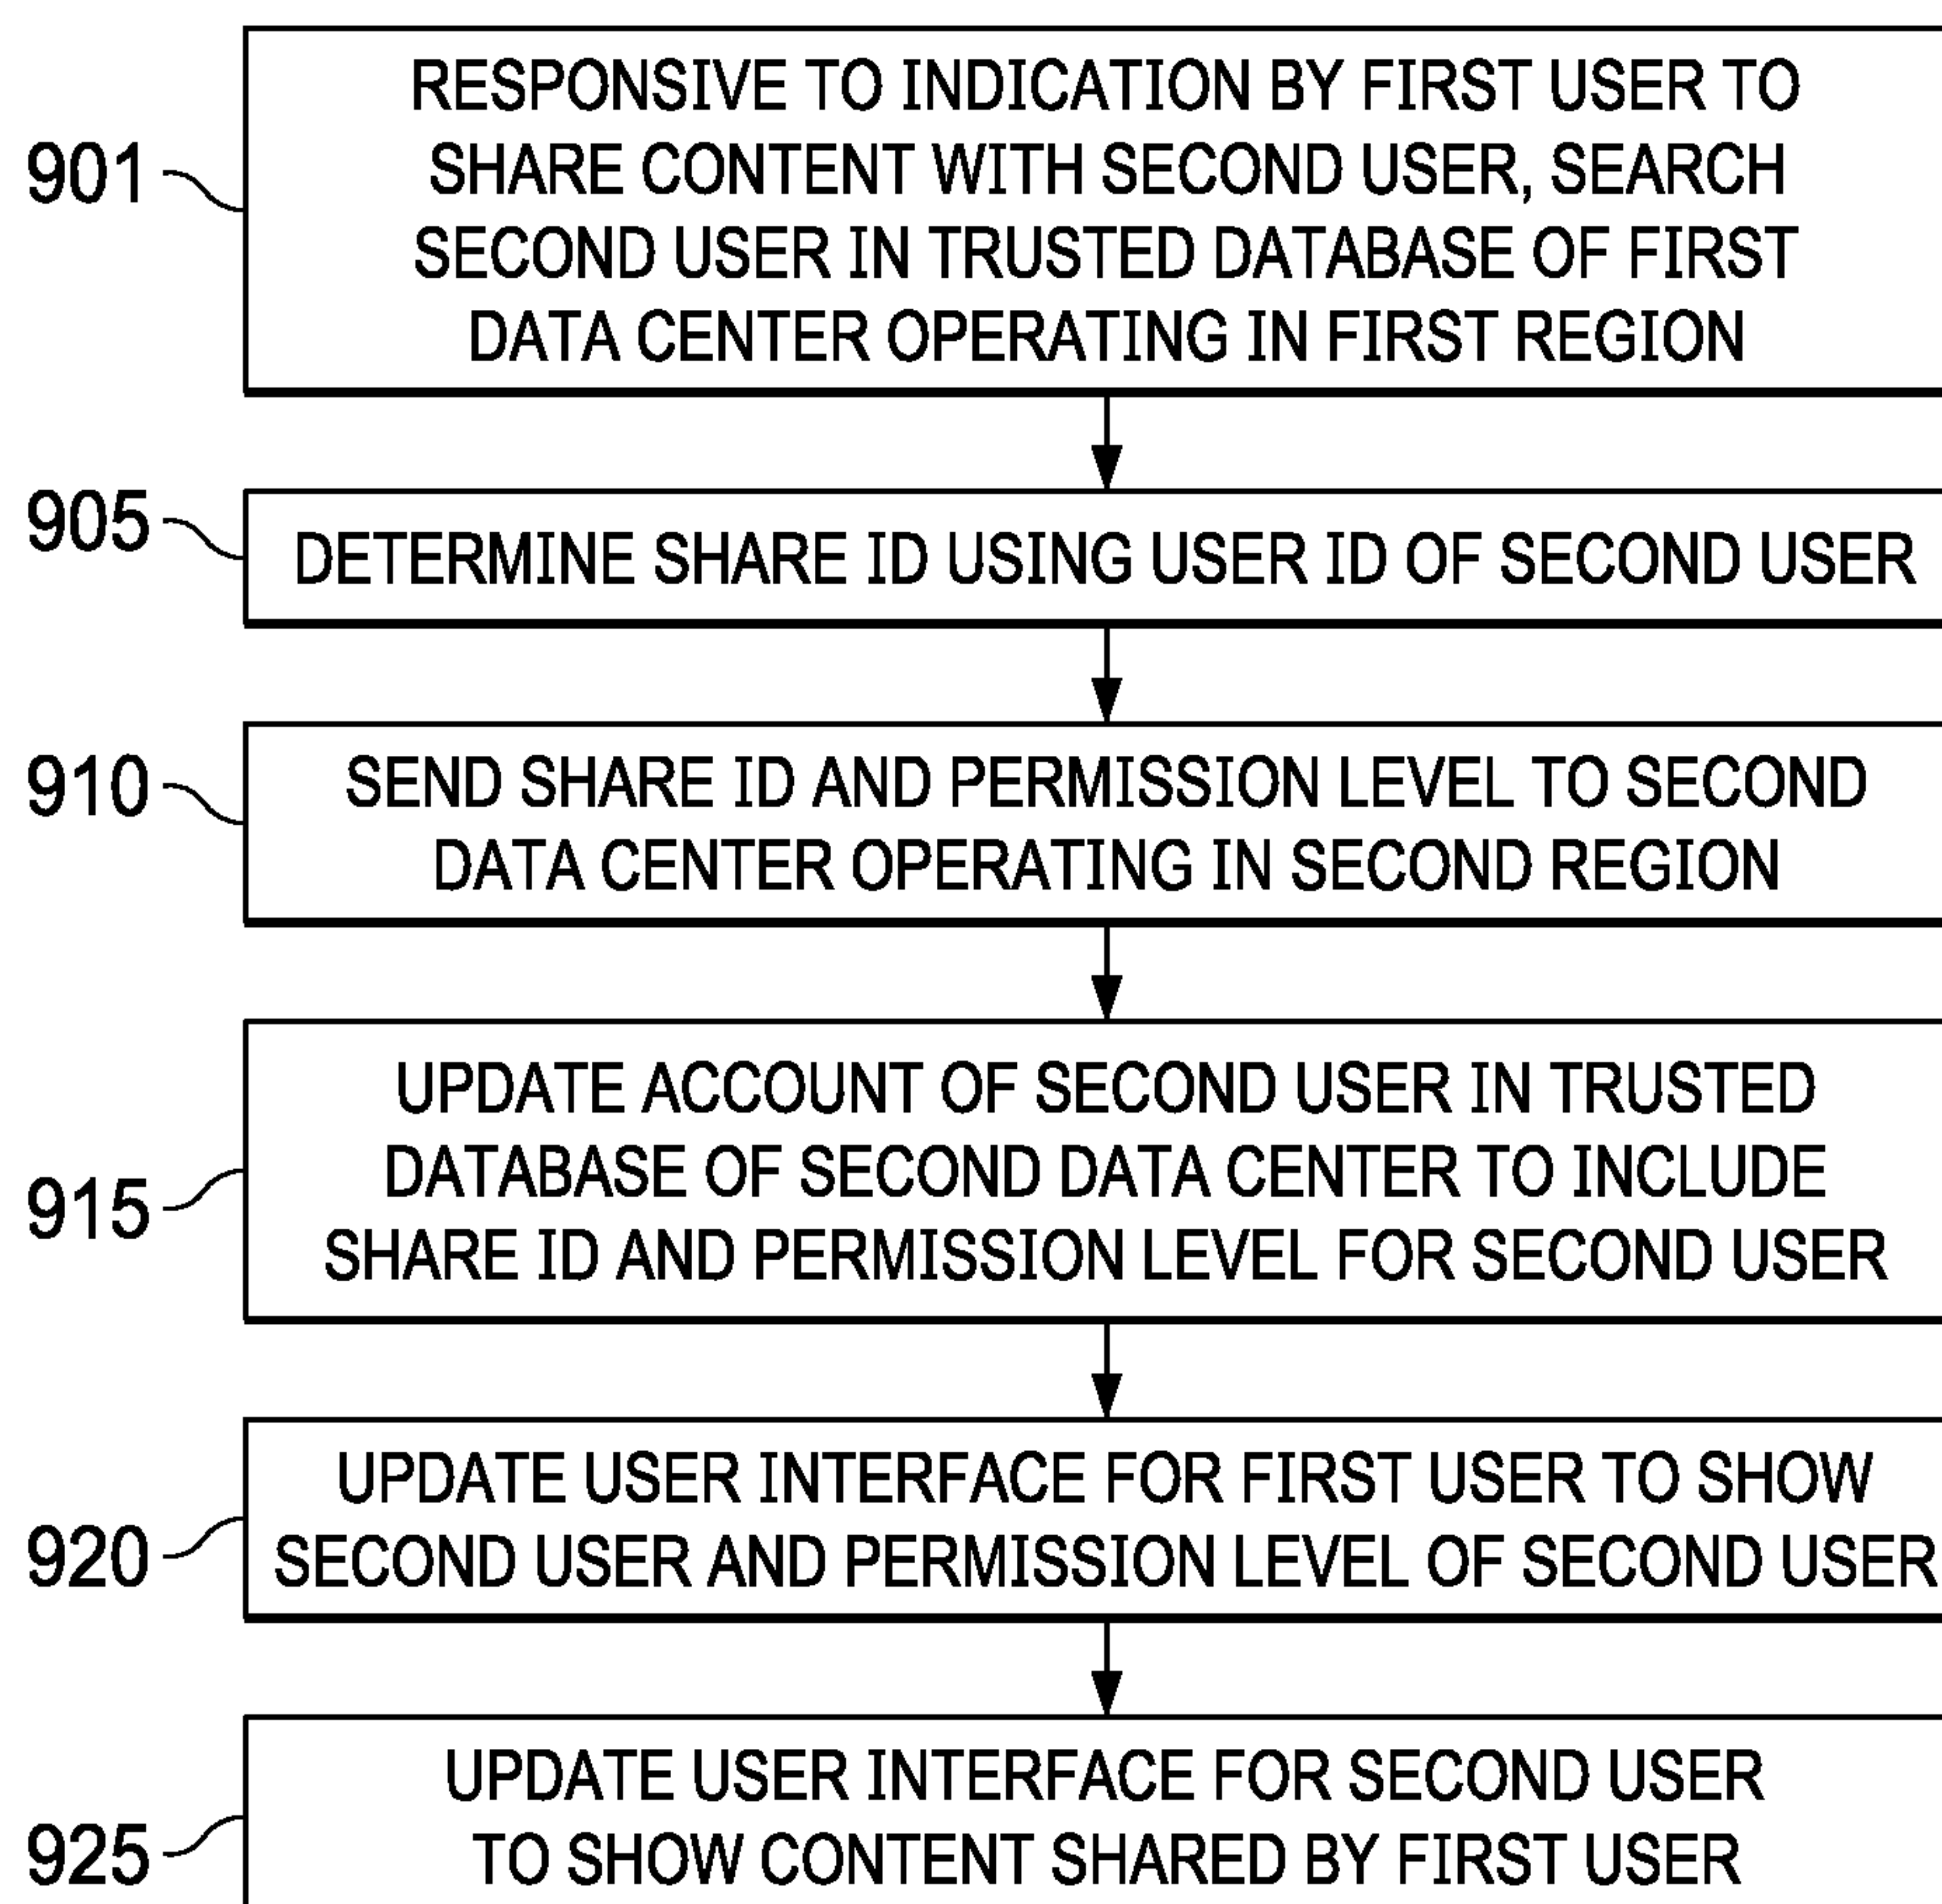 RESPONSIVE TO INDICATION BY FIRST USER TO
901
SHARE CONTENT WITH SECOND USER, SEARCH
SECOND USER IN TRUSTED DATABASE OF FIRST
DATA CENTER OPERATING IN FIRST REGION
905
DETERMINE SHARE ID USING USER ID OF SECOND USER
910
SEND SHARE ID AND PERMISSION LEVEL TO SECOND
DATA CENTER OPERATING IN SECOND REGION
UPDATE ACCOUNT OF SECOND USER IN TRUSTED
DATABASE OF SECOND DATA CENTER TO INCLUDE
915
SHARE ID AND PERMISSION LEVEL FOR SECOND USER
UPDATE USER INTERFACE FOR FIRST USER TO SHOW
920
SECOND USER AND PERMISSION LEVEL OF SECOND USER
UPDATE USER INTERFACE FOR SECOND USER
925
TO SHOW CONTENT SHARED BY FIRST USER